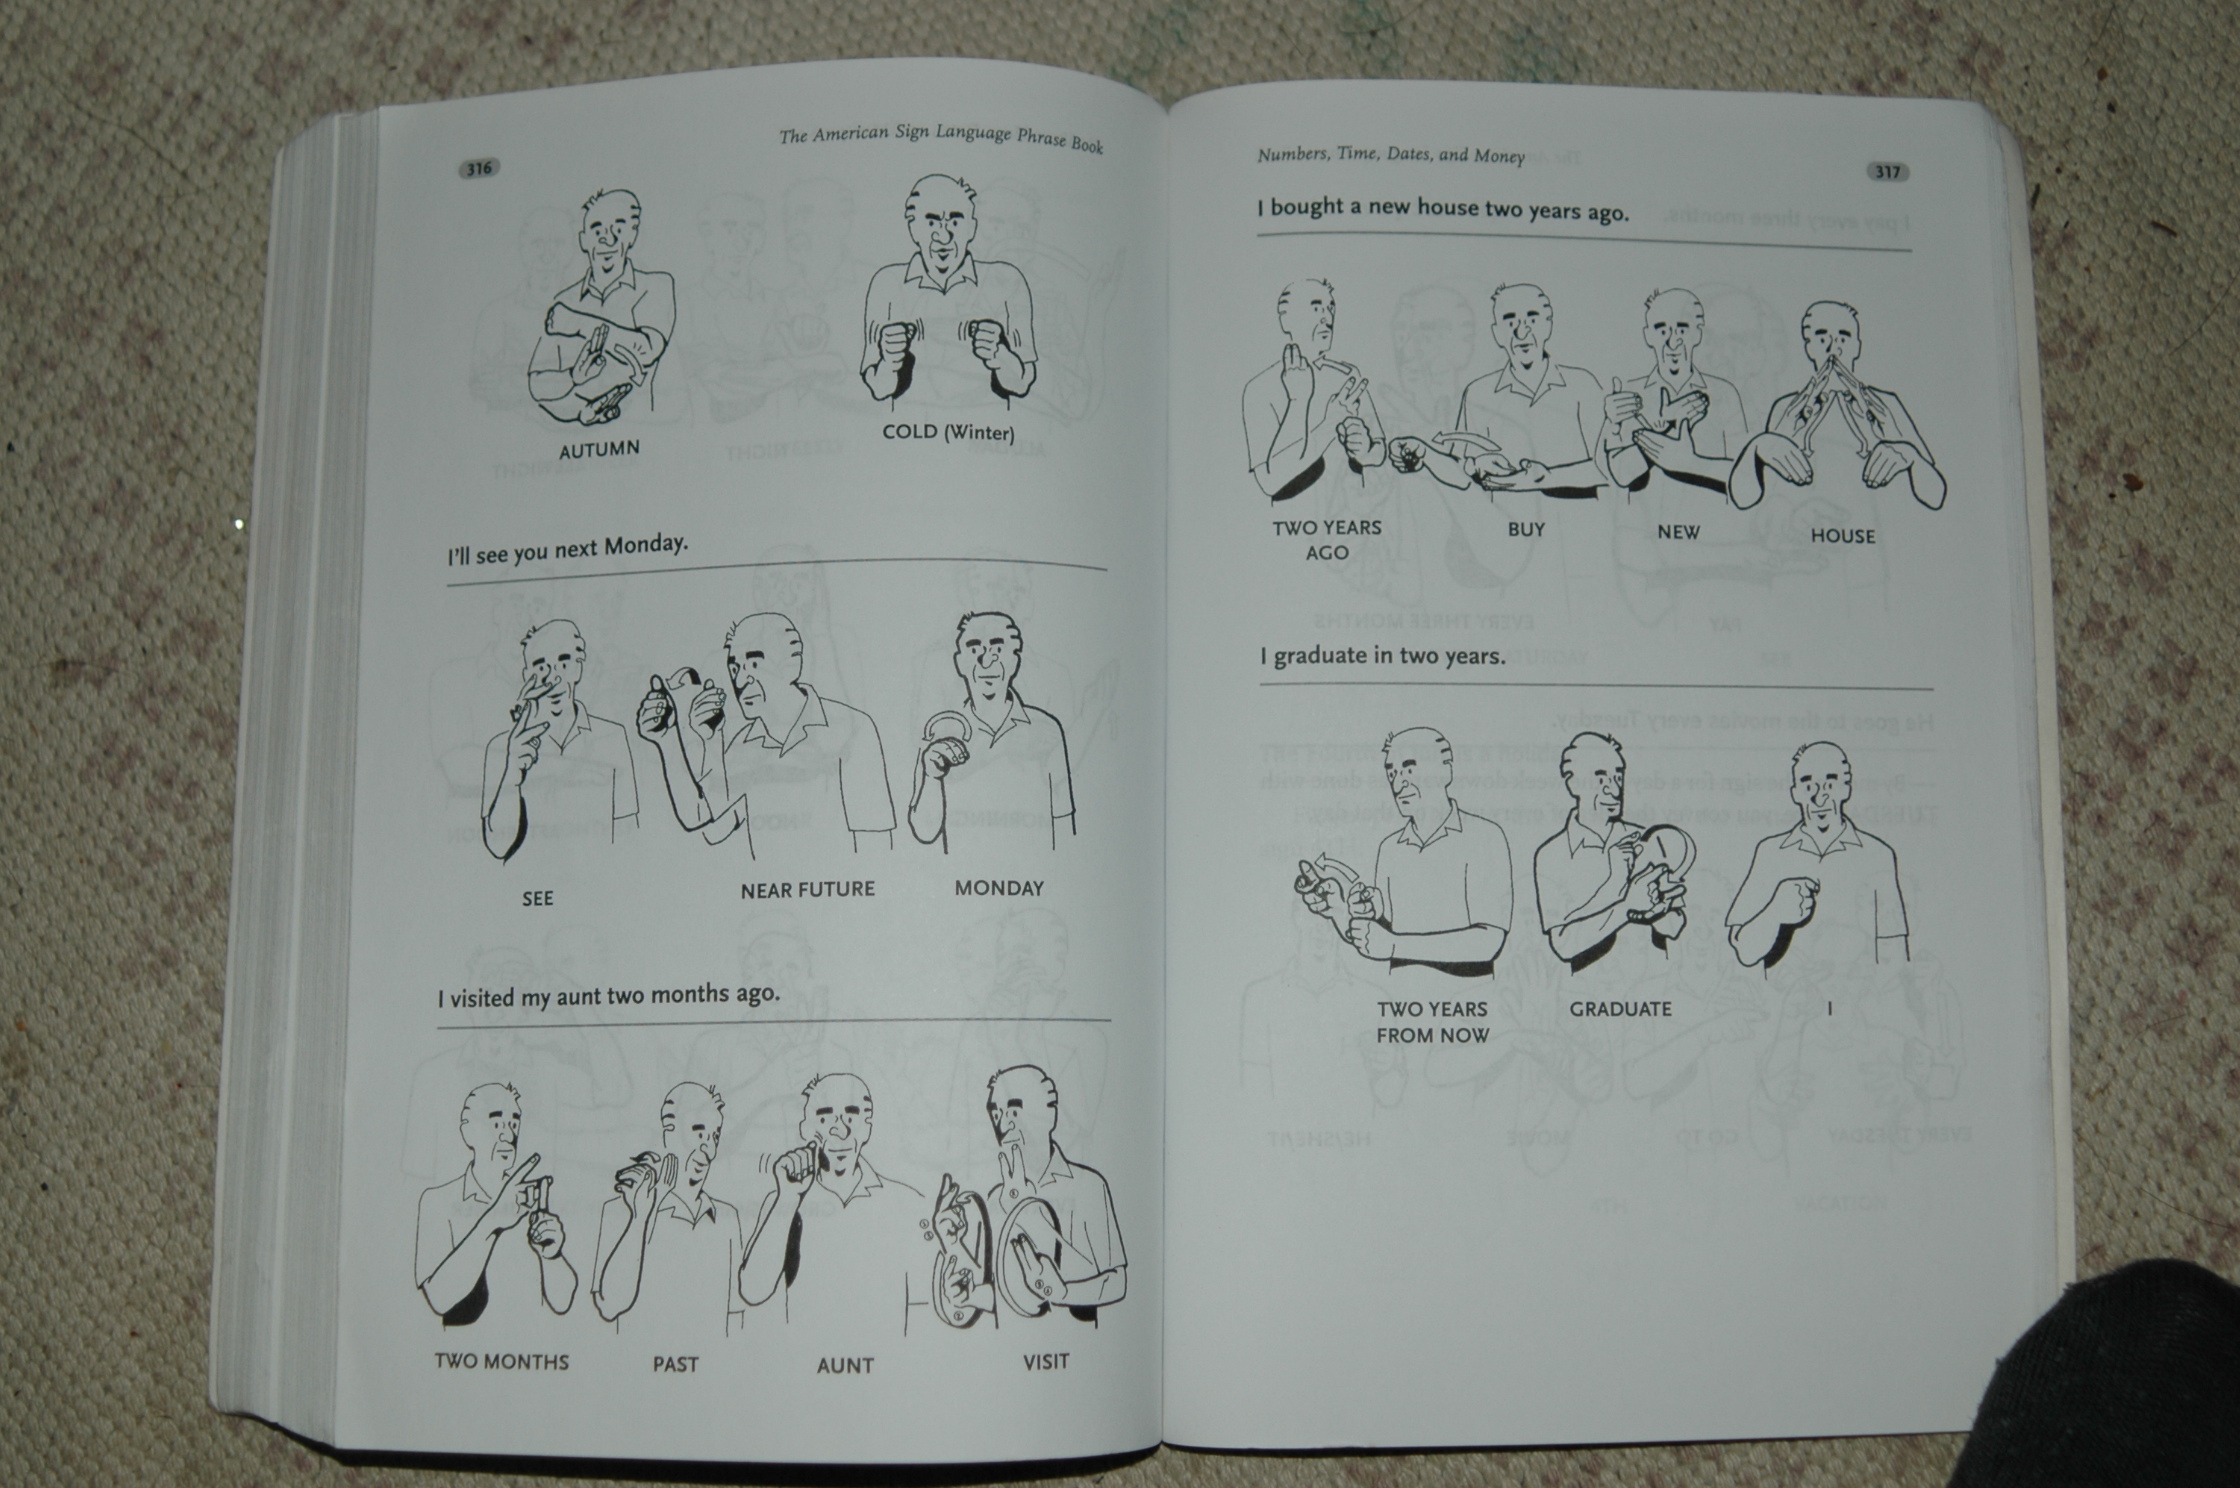 316
The American Sign Language Phrase Book
AUTUMN
COLD (Winter)
I'll see you next Monday.
SEE
NEAR FUTURE
MONDAY
I visited my aunt two months ago.
TWO MONTHS
PAST
AUNT
VISIT
Numbers, Time, Dates, and Money
317
I bought a new house two years ago.
TWO YEARS
AGO
BUY
NEW
HOUSE
I graduate in two years.
TWO YEARS
FROM NOW
GRADUATE
I